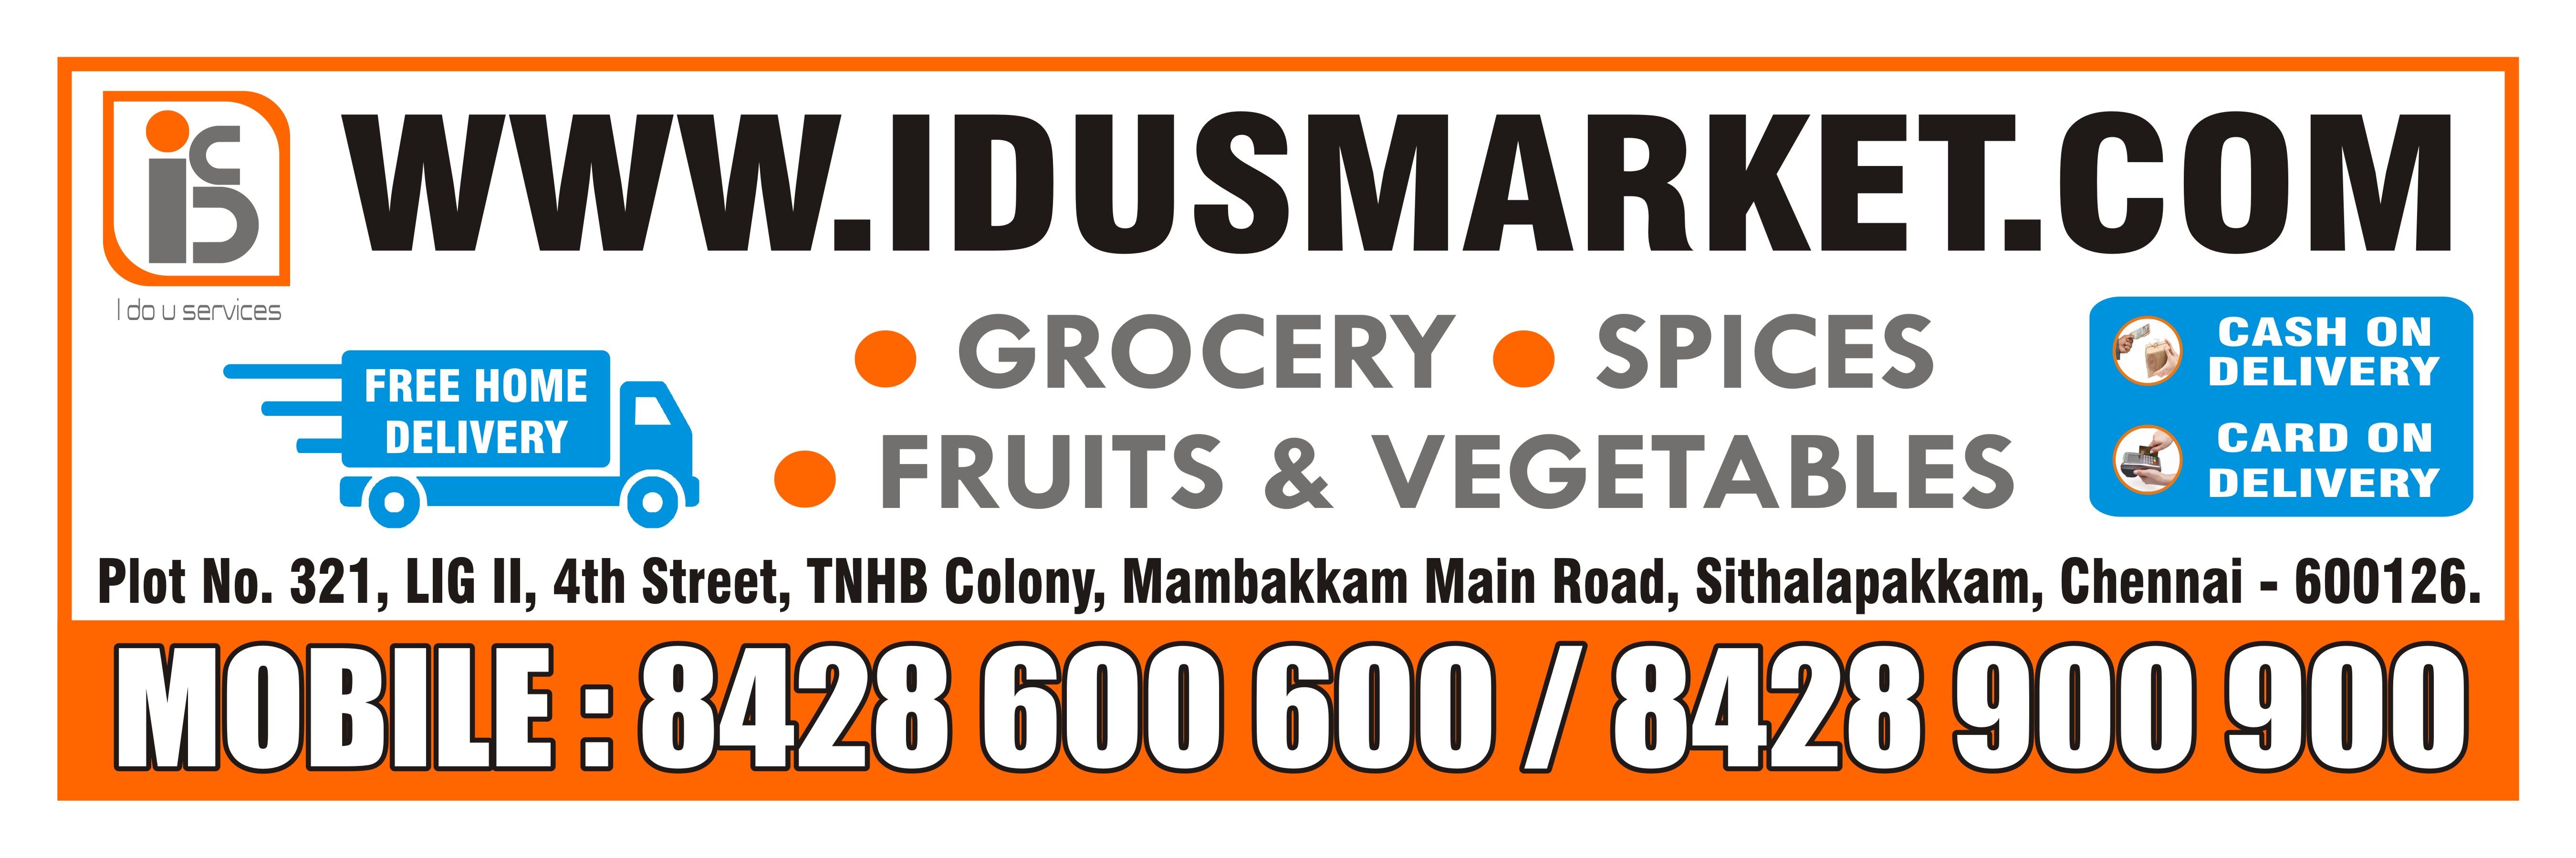 WWW.IDUSMARKET.COM
I do u services
FREE HOME
DELIVERY
• GROCERY • SPICES
• FRUITS & VEGETABLES
CASH ON
DELIVERY
CARD ON
DELIVERY
Plot No. 321, LIG II, 4th Street, TNHB Colony, Mambakkam Main Road, Sithalapakkam, Chennai - 600126.
MOBILE : 8428 600 600 / 8428 900 900